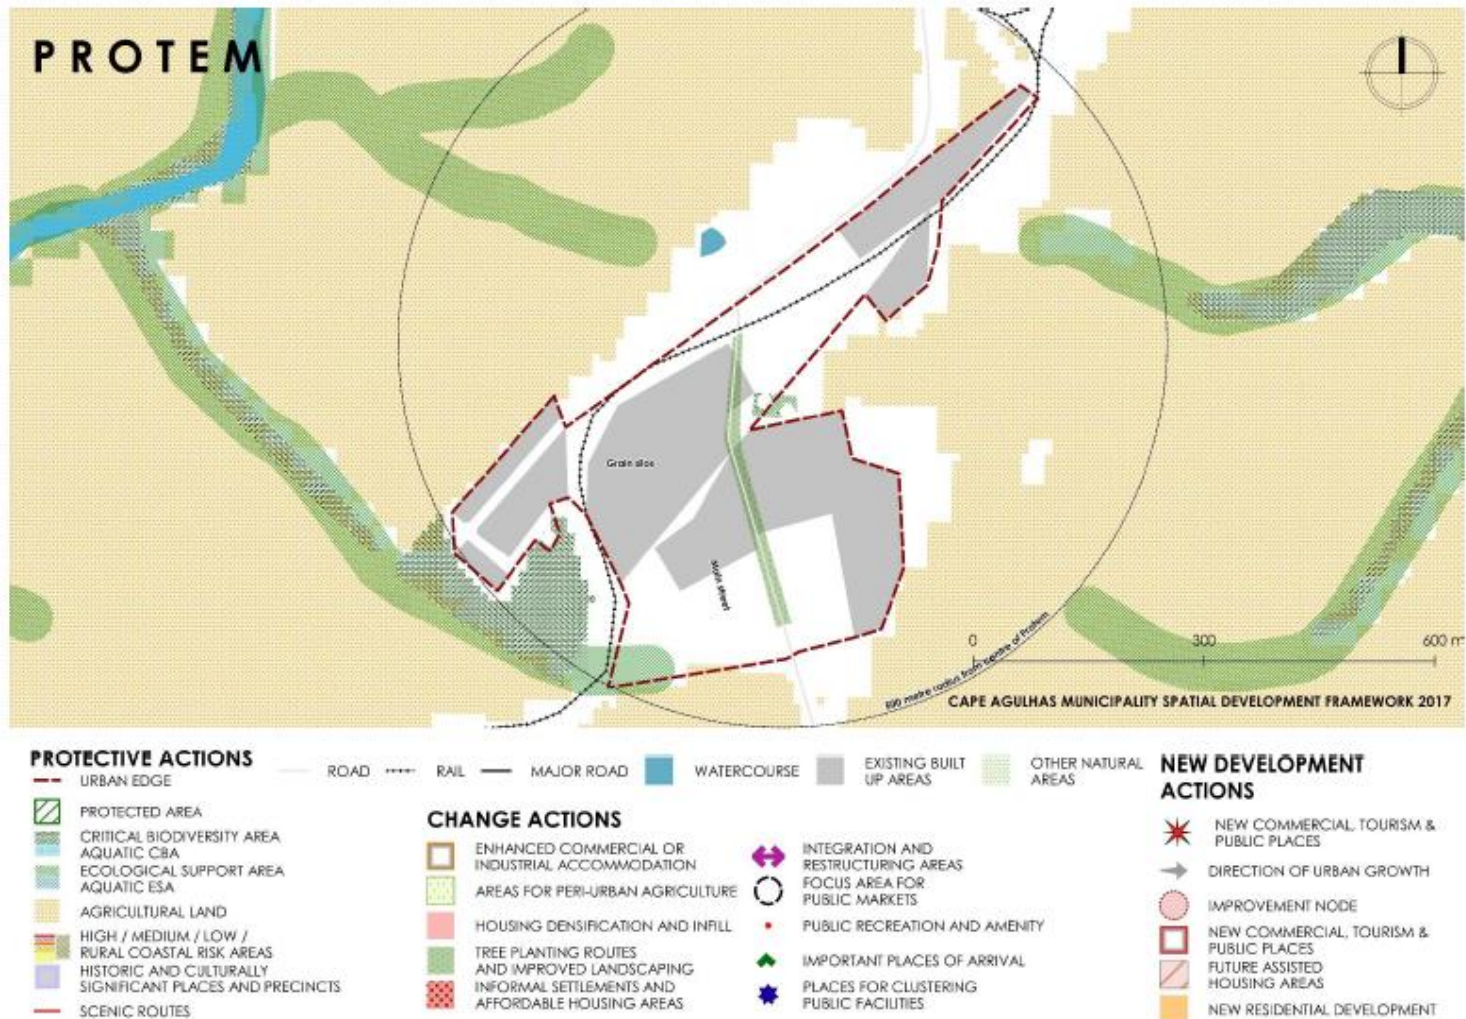 PROTEM
Grain silos
Main street
800 metre radius from centre of Protem
0 300 600 m
CAPE AGULHAS MUNICIPALITY SPATIAL DEVELOPMENT FRAMEWORK 2017
PROTECTIVE ACTIONS
URBAN EDGE
PROTECTED AREA
CRITICAL BIODIVERSITY AREA
AQUATIC CBA
ECOLOGICAL SUPPORT AREA
AQUATIC ESA
AGRICULTURAL LAND
HIGH / MEDIUM / LOW /
RURAL COASTAL RISK AREAS
HISTORIC AND CULTURALLY
SIGNIFICANT PLACES AND PRECINCTS
SCENIC ROUTES
ROAD
RAIL
MAJOR ROAD
WATERCOURSE
EXISTING BUILT
UP AREAS
OTHER NATURAL
AREAS
CHANGE ACTIONS
ENHANCED COMMERCIAL OR
INDUSTRIAL ACCOMMODATION
AREAS FOR PERI-URBAN AGRICULTURE
HOUSING DENSIFICATION AND INFILL
TREE PLANTING ROUTES
AND IMPROVED LANDSCAPING
INFORMAL SETTLEMENTS AND
AFFORDABLE HOUSING AREAS
INTEGRATION AND
RESTRUCTURING AREAS
FOCUS AREA FOR
PUBLIC MARKETS
PUBLIC RECREATION AND AMENITY
IMPORTANT PLACES OF ARRIVAL
PLACES FOR CLUSTERING
PUBLIC FACILITIES
NEW DEVELOPMENT
ACTIONS
NEW COMMERCIAL, TOURISM &
PUBLIC PLACES
DIRECTION OF URBAN GROWTH
IMPROVEMENT NODE
NEW COMMERCIAL, TOURISM &
PUBLIC PLACES
FUTURE ASSISTED
HOUSING AREAS
NEW RESIDENTIAL DEVELOPMENT